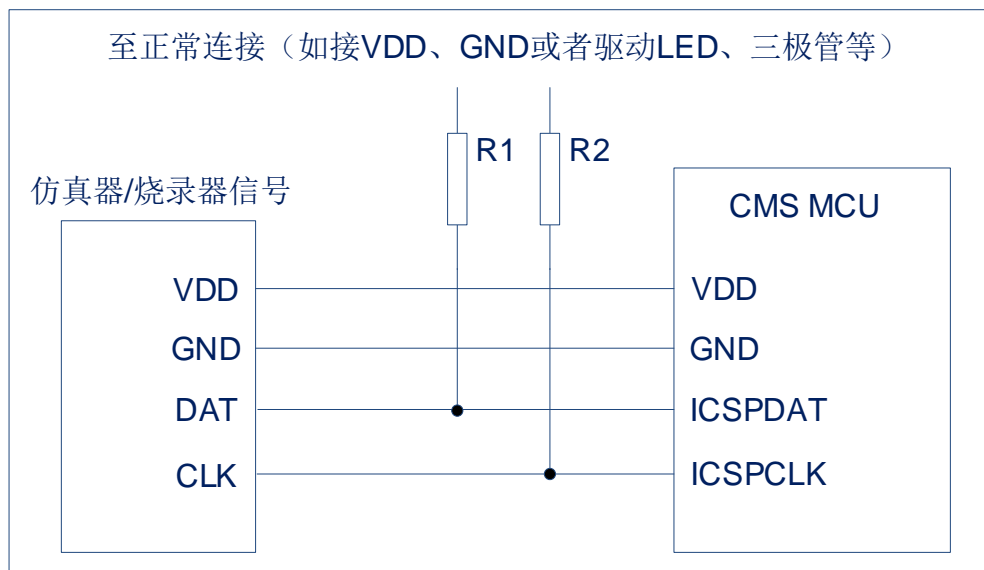 至正常连接（如接VDD、GND或者驱动LED、三极管等）
R1
R2
仿真器/烧录器信号
CMS MCU
VDD
VDD
GND
GND
DAT
ICSPDAT
CLK
ICSPCLK